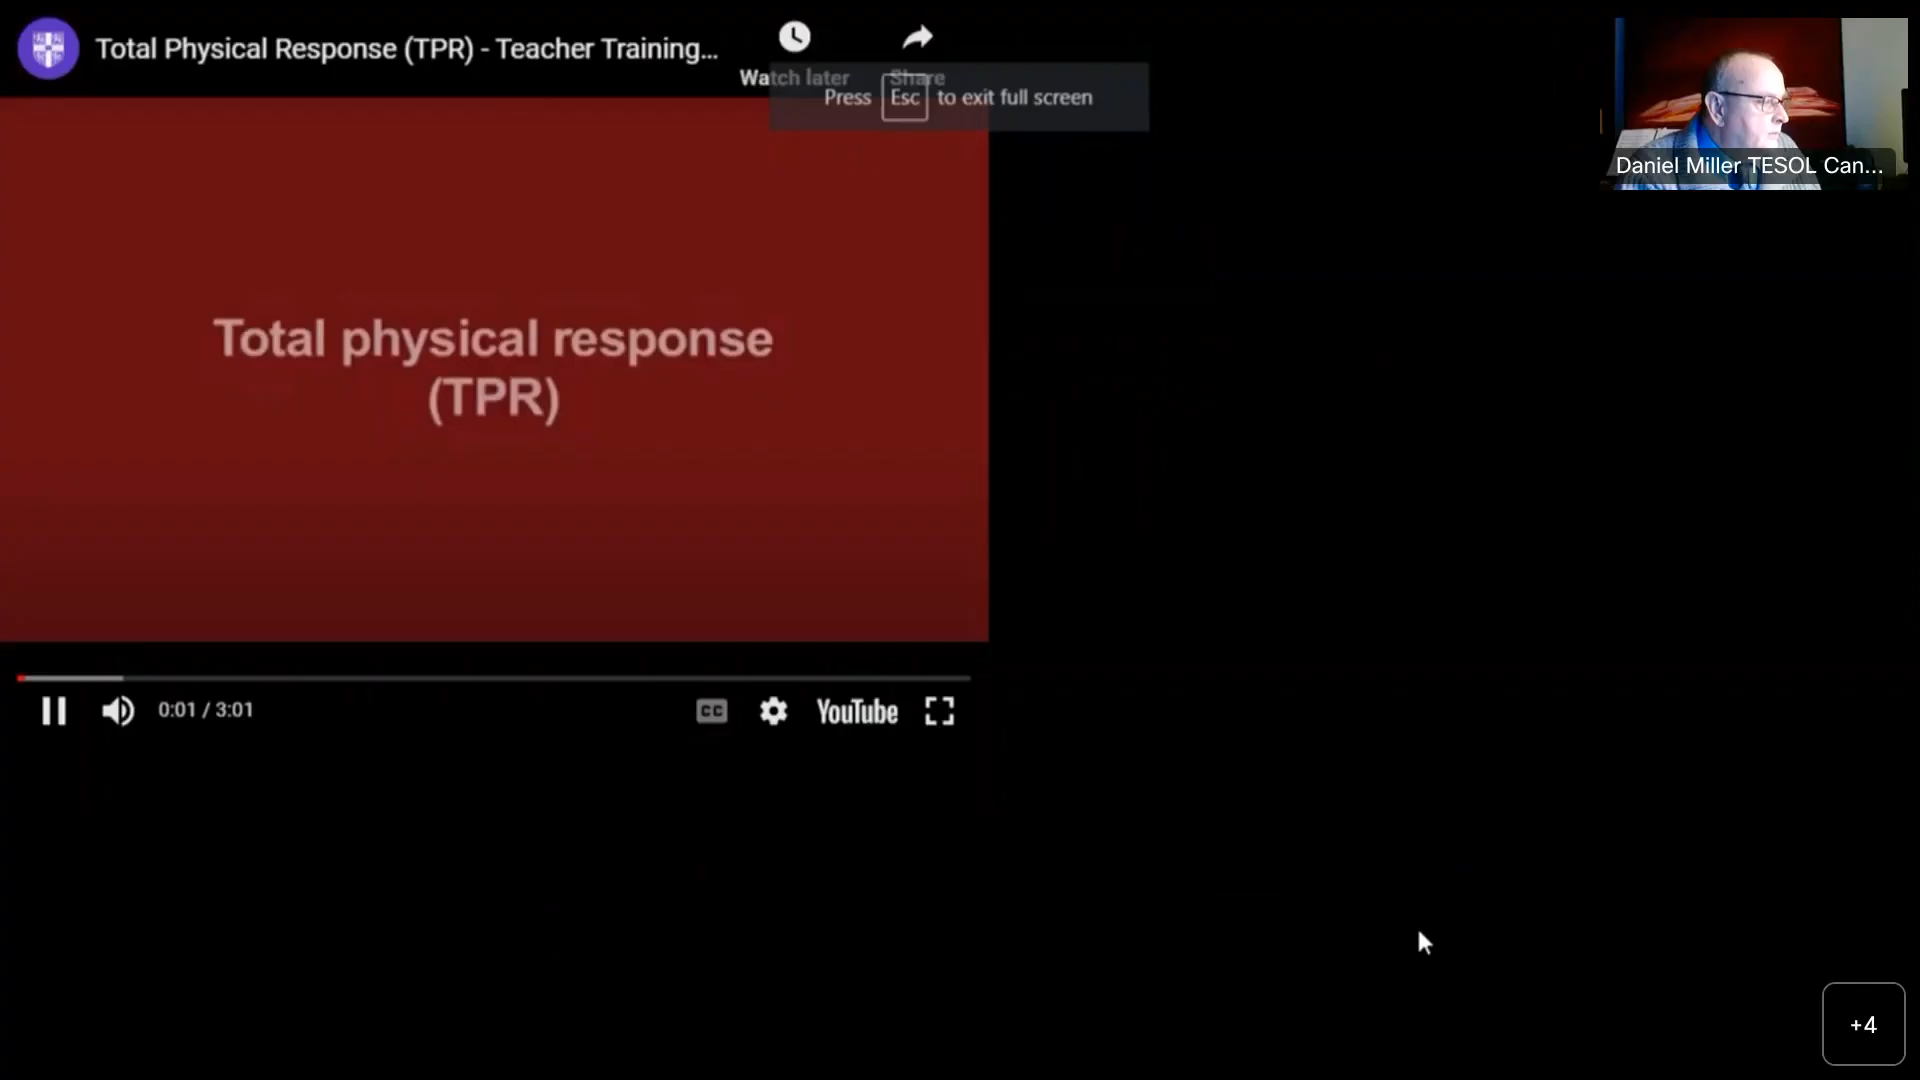 Total Physical Response (TPR) - Teacher Training...
Watch later
Share
Press Esc to exit full screen
Daniel Miller TESOL Can...
Total physical response
(TPR)
0:01 / 3:01
CC
YouTube
+4